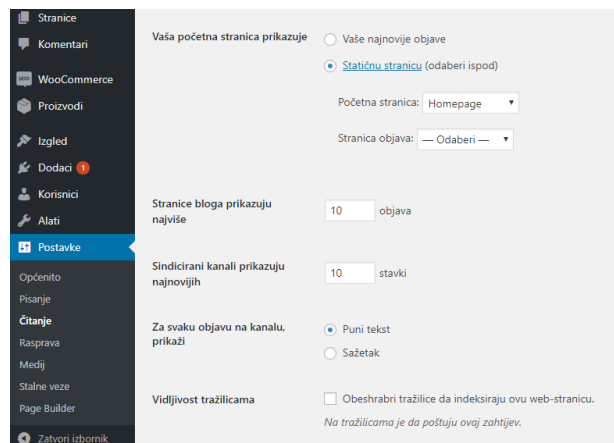 Stranice
Komentari
WOO
WooCommerce
Proizvodi
Izgled
Dodaci 1
Korisnici
Alati
Postavke
Općenito
Pisanje
Čitanje
Rasprava
Medij
Stalne veze
Page Builder
Zatvori izbornik
Vaša početna stranica prikazuje
Vaše najnovije objave
Statičnu stranicu (odaberi ispod)
Početna stranica: Homepage
Stranica objava: — Odaberi —
Stranice bloga prikazuju
najviše
10 objava
Sindicirani kanali prikazuju
najnovijih
10 stavki
Za svaku objavu na kanalu,
prikaži
Puni tekst
Sažetak
Vidljivost tražilicama
Obeshrabri tražilice da indeksiraju ovu web-stranicu.
Na tražilicama je da poštuju ovaj zahtijev.